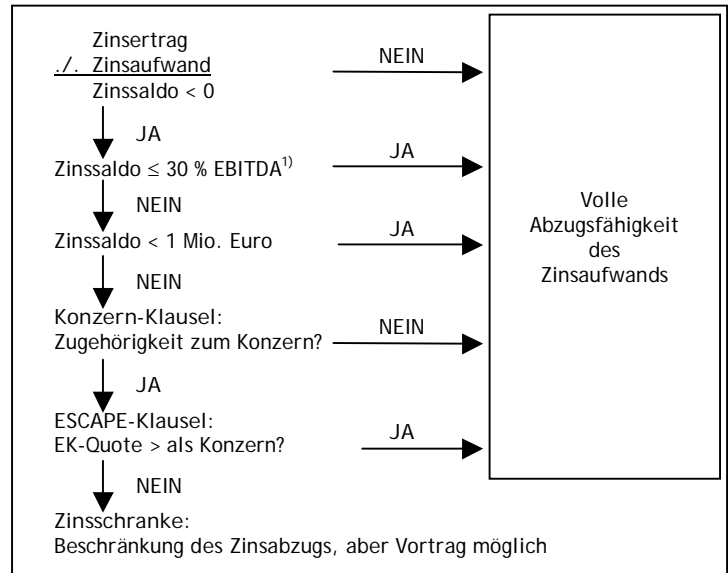 Zinsertrag
./. Zinsaufwand
Zinssaldo < 0
NEIN
JA
Zinssaldo ≤ 30 % EBITDA1)
JA
NEIN
Zinssaldo < 1 Mio. Euro
JA
NEIN
Konzern-Klausel:
Zugehörigkeit zum Konzern?
NEIN
JA
ESCAPE-Klausel:
EK-Quote > als Konzern?
JA
NEIN
Zinsschranke:
Beschränkung des Zinsabzugs, aber Vortrag möglich
Volle
Abzugsfähigkeit
des
Zinsaufwands